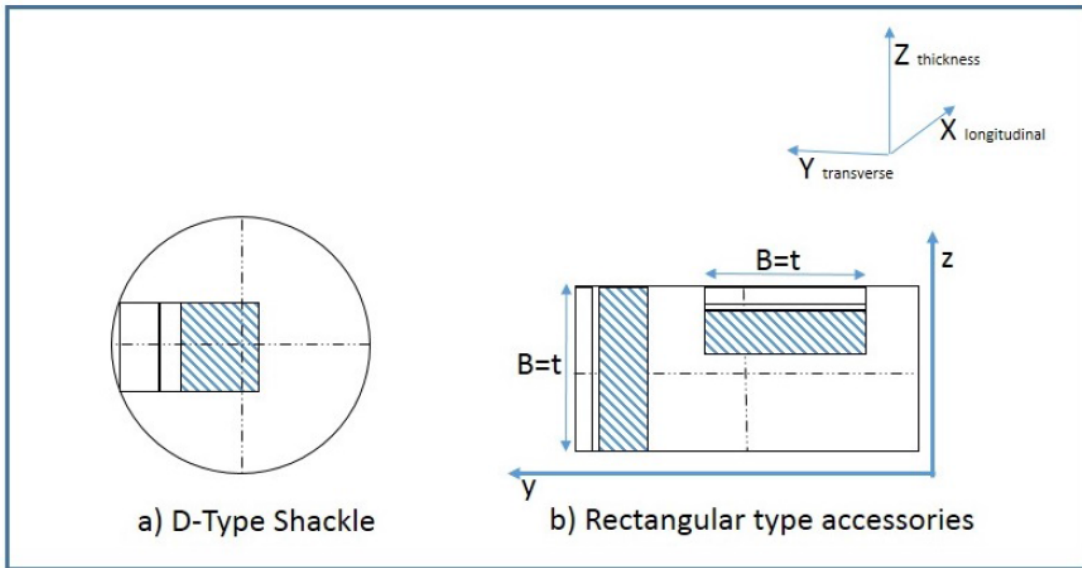 Z thickness
X longitudinal
Y transverse
B=t
z
B=t
y
a) D-Type Shackle
b) Rectangular type accessories